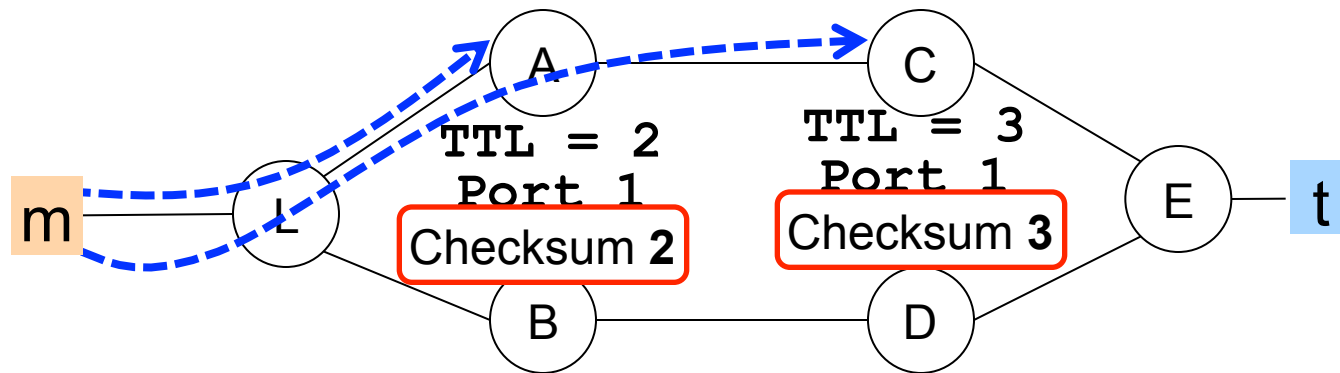 A
C
TTL = 2
Port 1
Checksum 2
TTL = 3
Port 1
Checksum 3
m
L
E
t
B
D